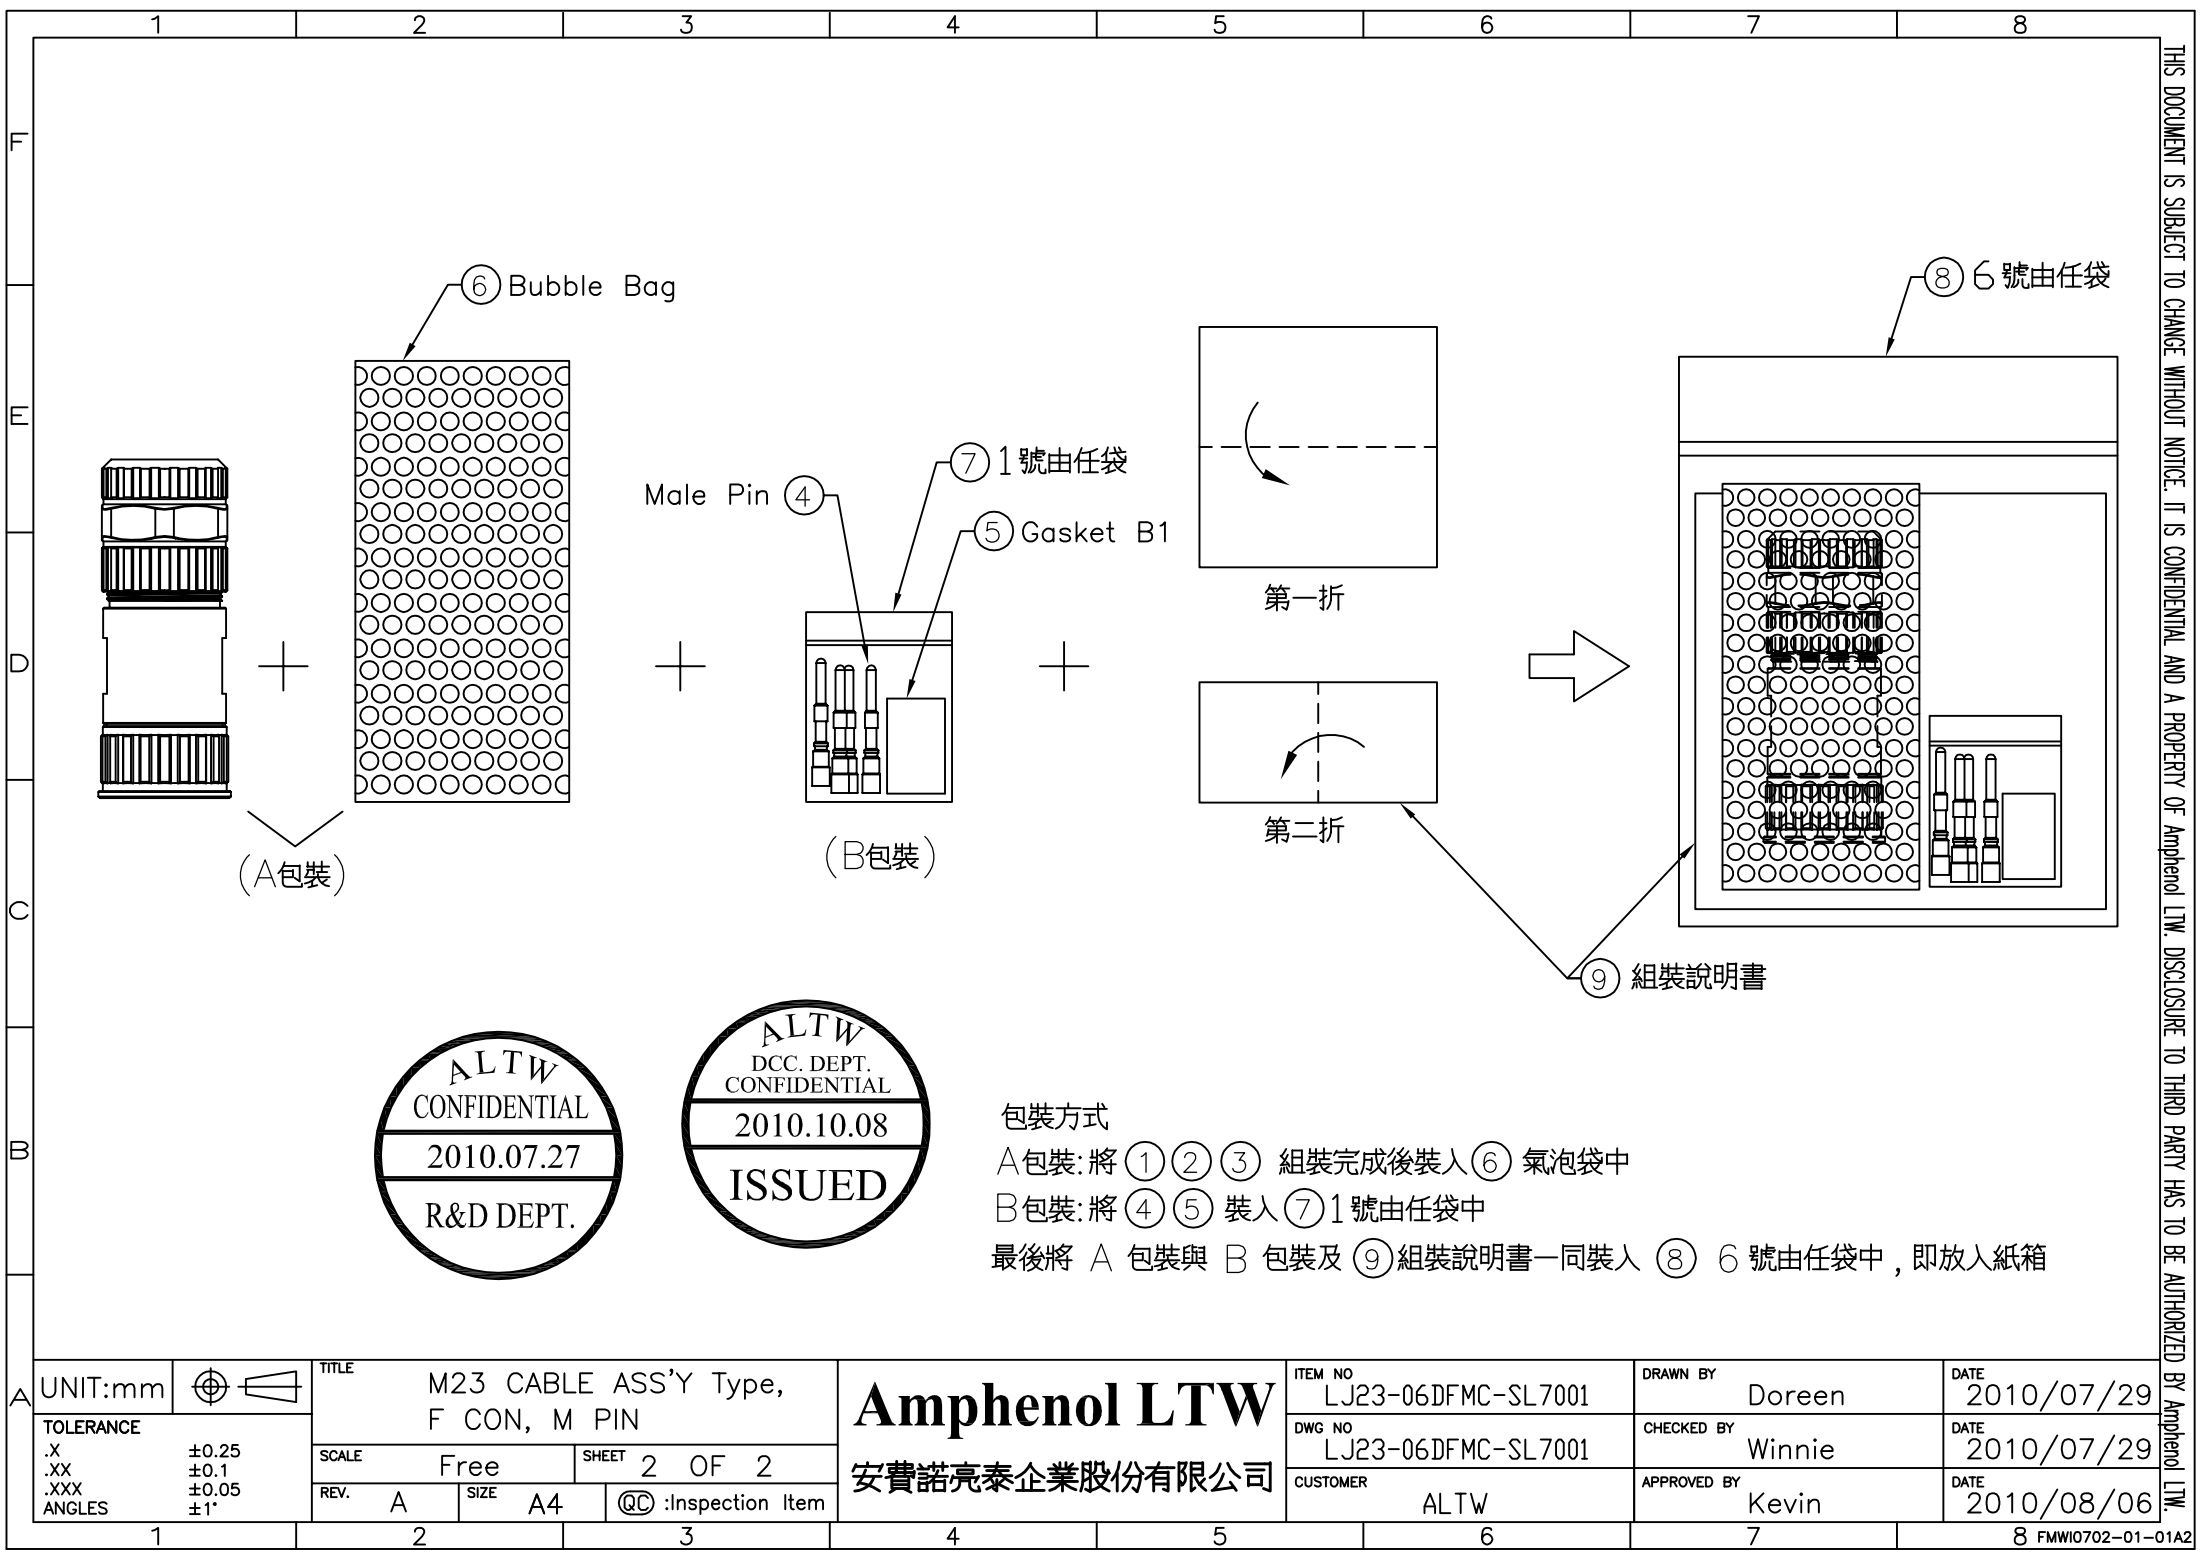 1 2 3 4 5 6 7 8
F
E
D
C
B
A
THIS DOCUMENT IS SUBJECT TO CHANGE WITHOUT NOTICE. IT IS CONFIDENTIAL AND A PROPERTY OF Amphenol LTW. DISCLOSURE TO THIRD PARTY HAS TO BE AUTHORIZED BY Amphenol LTW.
6 Bubble Bag
8 6 號由任袋
7 1 號由任袋
Male Pin 4
5 Gasket B1
第一折
第二折
(A包裝)
(B包裝)
9 組裝說明書
ALTW
CONFIDENTIAL
2010.07.27
R&D DEPT.
ALTW
DCC. DEPT.
CONFIDENTIAL
2010.10.08
ISSUED
包裝方式
A包裝:將 1 2 3 組裝完成後裝入 6 氣泡袋中
B包裝:將 4 5 裝入 7 1號由任袋中
最後將 A 包裝與 B 包裝及 9 組裝說明書一同裝入 8 6 號由任袋中 , 即放入紙箱
UNIT:mm
TOLERANCE
.X ±0.25
.XX ±0.1
.XXX ±0.05
ANGLES ±1°
TITLE
M23 CABLE ASS'Y Type,
F CON, M PIN
SCALE Free
SHEET 2 OF 2
REV. A
SIZE A4
QC :Inspection Item
Amphenol LTW
安費諾亮泰企業股份有限公司
ITEM NO
LJ23-06DFMC-SL7001
DWG NO
LJ23-06DFMC-SL7001
CUSTOMER
ALTW
DRAWN BY
Doreen
CHECKED BY
Winnie
APPROVED BY
Kevin
DATE
2010/07/29
DATE
2010/07/29
DATE
2010/08/06
1 2 3 4 5 6 7 8
FMWI0702-01-01A2